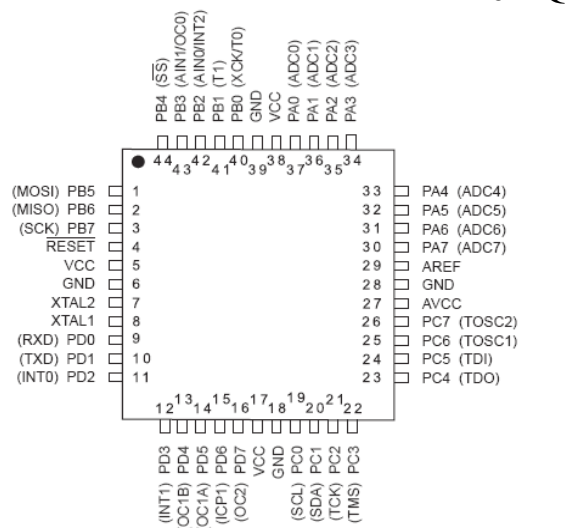 PB4 (SS)
PB3 (AIN1/OC0)
PB2 (AIN0/INT2)
PB1 (T1)
PB0 (XCK/T0)
GND
VCC
PA0 (ADC0)
PA1 (ADC1)
PA2 (ADC2)
PA3 (ADC3)
44 43 42 41 40 39 38 37 36 35 34
(MOSI) PB5 1
(MISO) PB6 2
(SCK) PB7 3
RESET 4
VCC 5
GND 6
XTAL2 7
XTAL1 8
(RXD) PD0 9
(TXD) PD1 10
(INT0) PD2 11
33 PA4 (ADC4)
32 PA5 (ADC5)
31 PA6 (ADC6)
30 PA7 (ADC7)
29 AREF
28 GND
27 AVCC
26 PC7 (TOSC2)
25 PC6 (TOSC1)
24 PC5 (TDI)
23 PC4 (TDO)
12 13 14 15 16 17 18 19 20 21 22
(INT1) PD3
(OC1B) PD4
(OC1A) PD5
(ICP1) PD6
(OC2) PD7
VCC
GND
(SCL) PC0
(SDA) PC1
(TCK) PC2
(TMS) PC3